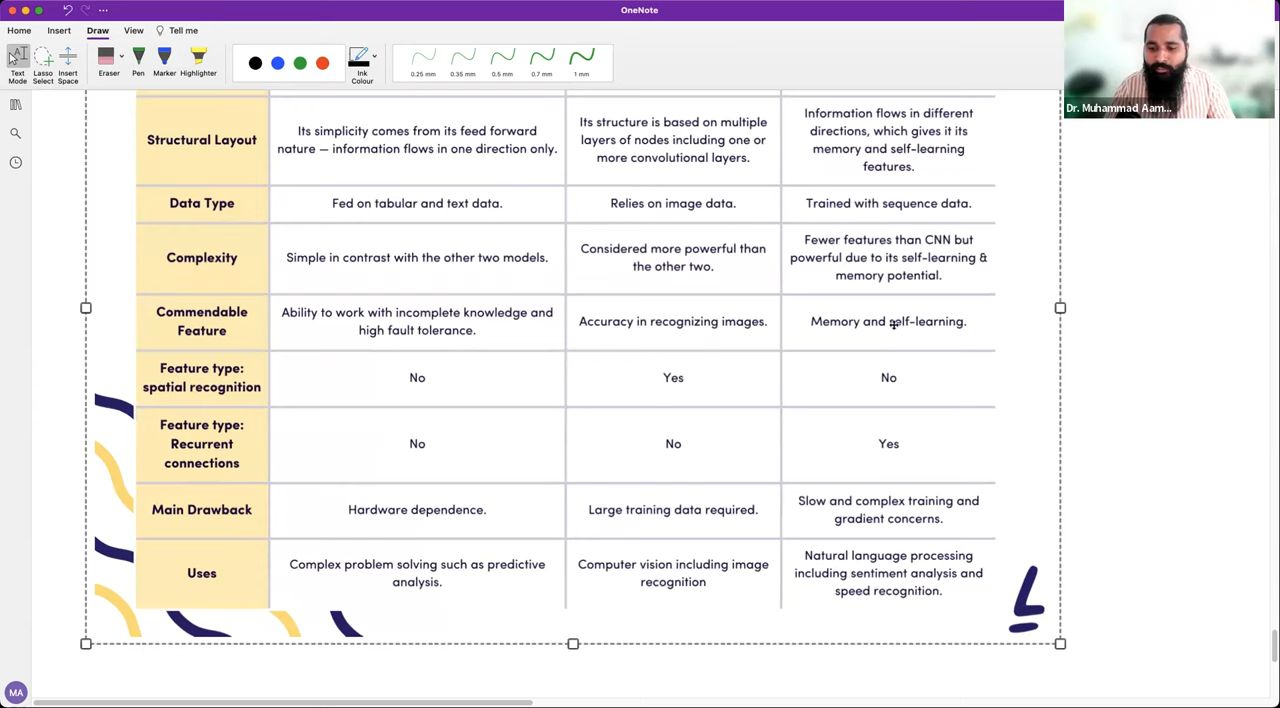 OneNote
Home Insert Draw View Tell me
Text Mode
Lasso Select
Insert Space
Eraser
Pen
Marker
Highlighter
Ink Colour
0.25 mm
0.35 mm
0.5 mm
0.7 mm
1 mm
Dr. Muhammad Aam...
Structural Layout
Its simplicity comes from its feed forward
nature — information flows in one direction only.
Its structure is based on multiple
layers of nodes including one or
more convolutional layers.
Information flows in different
directions, which gives it its
memory and self-learning
features.
Data Type
Fed on tabular and text data.
Relies on image data.
Trained with sequence data.
Complexity
Simple in contrast with the other two models.
Considered more powerful than
the other two.
Fewer features than CNN but
powerful due to its self-learning &
memory potential.
Commendable
Feature
Ability to work with incomplete knowledge and
high fault tolerance.
Accuracy in recognizing images.
Memory and self-learning.
Feature type:
spatial recognition
No
Yes
No
Feature type:
Recurrent
connections
No
No
Yes
Main Drawback
Hardware dependence.
Large training data required.
Slow and complex training and
gradient concerns.
Uses
Complex problem solving such as predictive
analysis.
Computer vision including image
recognition
Natural language processing
including sentiment analysis and
speed recognition.
L
MA